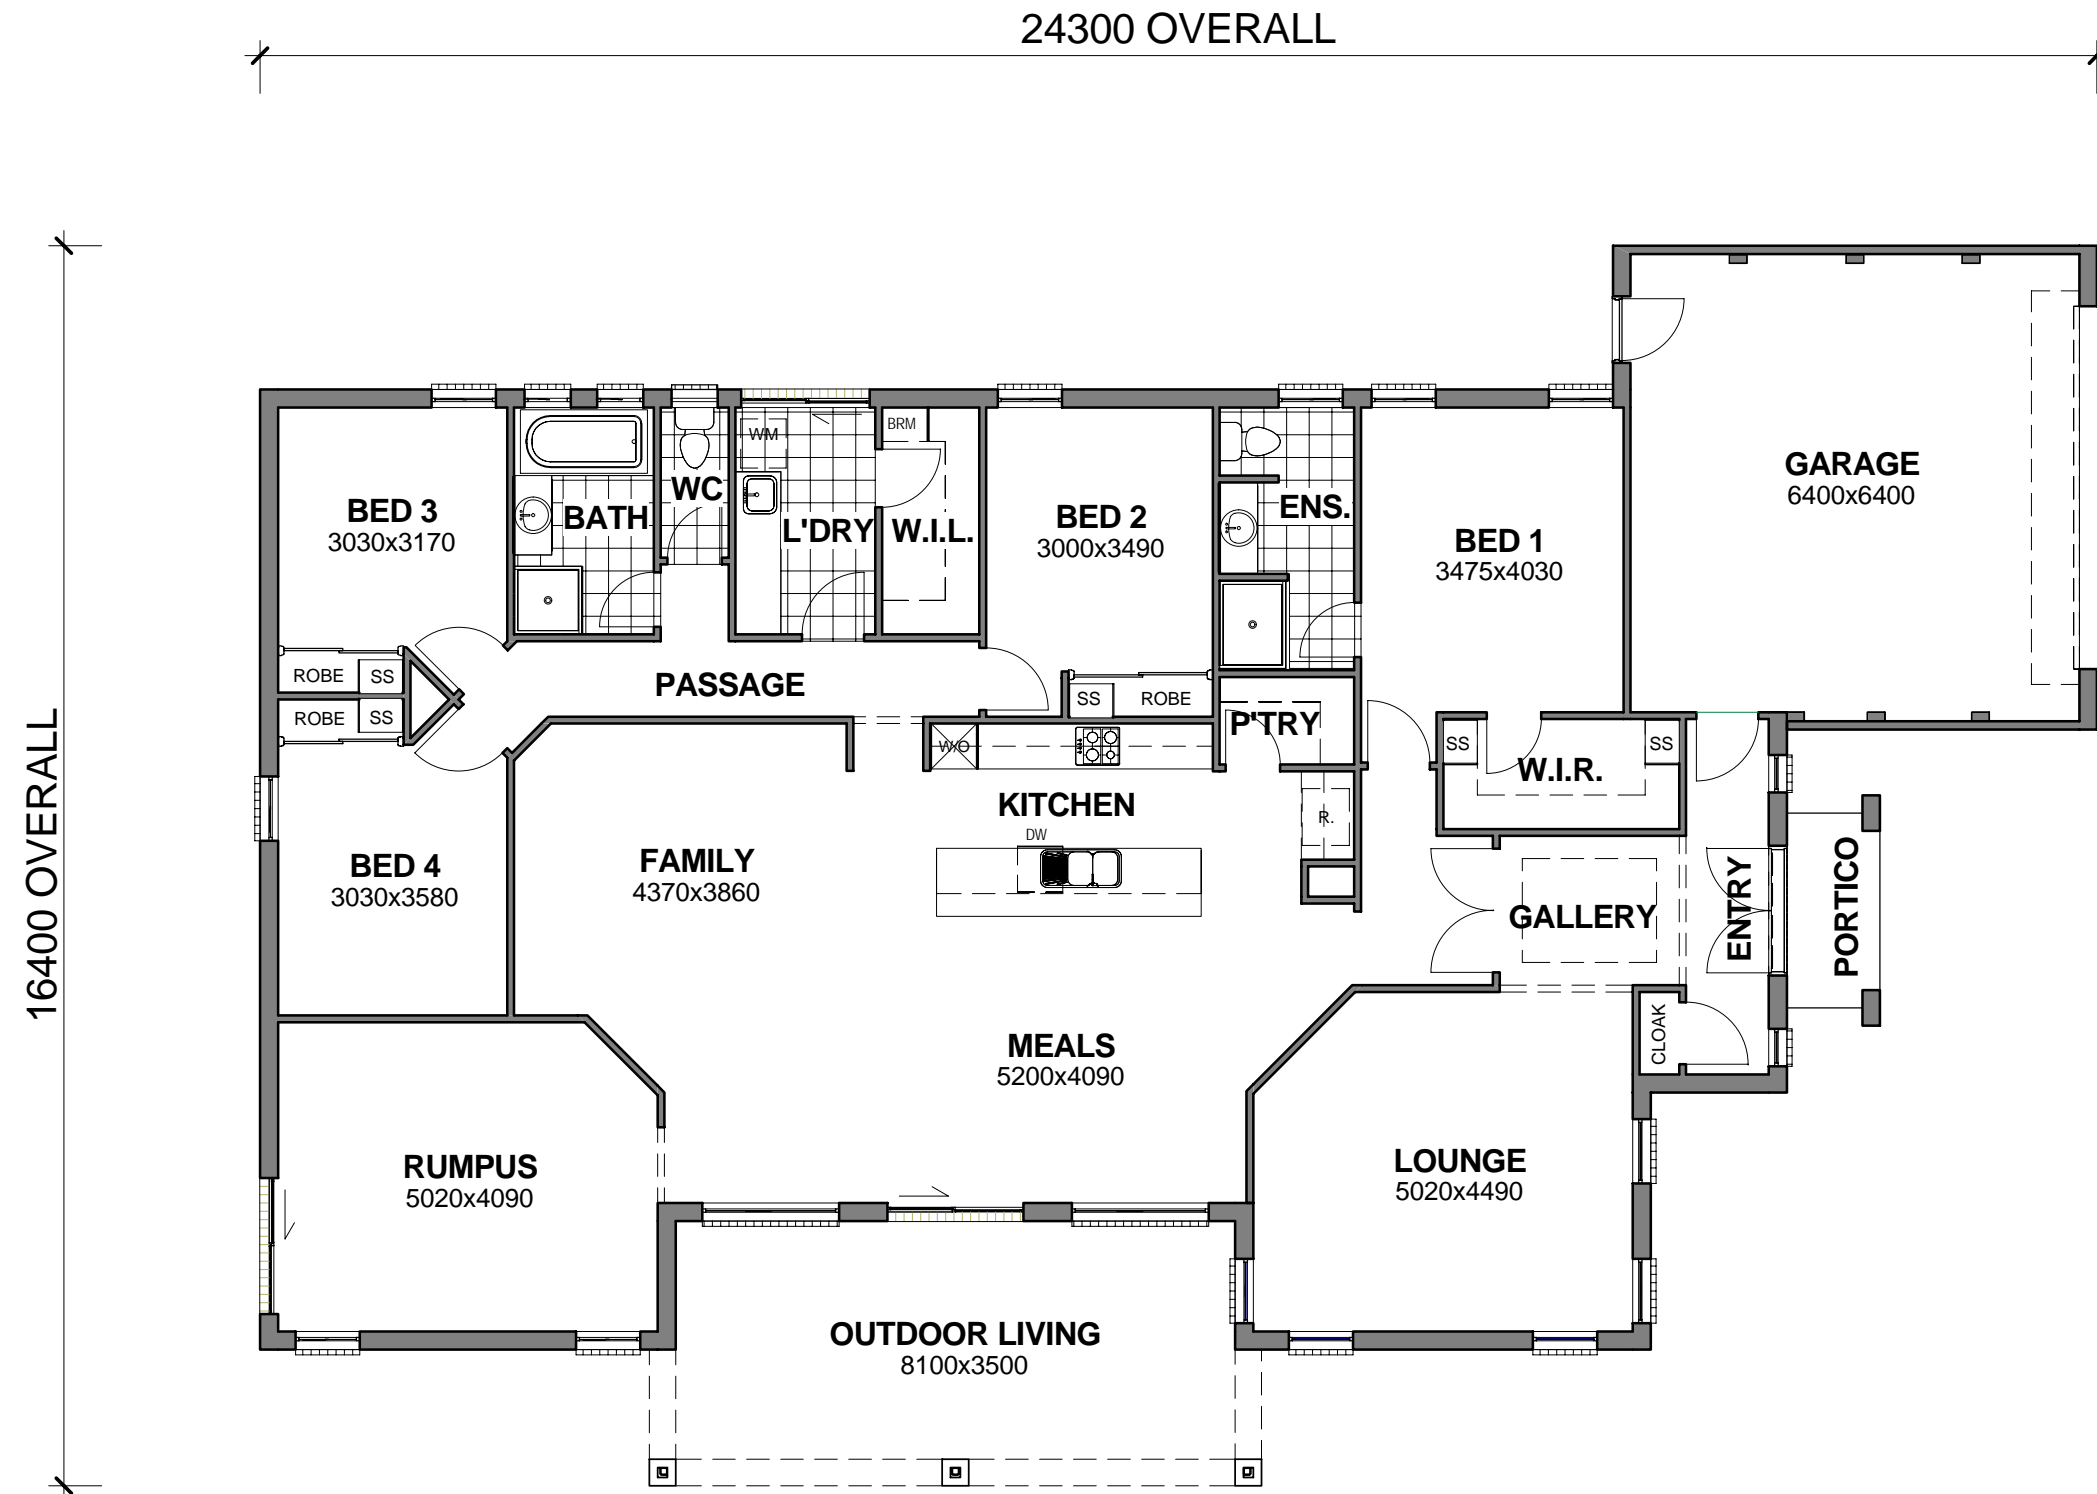 24300 OVERALL
16400 OVERALL
GARAGE
6400x6400
BED 3
3030x3170
BATH
WC
WM
L'DRY
BRM
W.I.L.
BED 2
3000x3490
ENS.
BED 1
3475x4030
ROBE
SS
ROBE
SS
PASSAGE
SS
ROBE
P'TRY
SS
SS
W.I.R.
W/O
KITCHEN
DW
R.
FAMILY
4370x3860
BED 4
3030x3580
GALLERY
ENTRY
PORTICO
CLOAK
MEALS
5200x4090
RUMPUS
5020x4090
LOUNGE
5020x4490
OUTDOOR LIVING
8100x3500